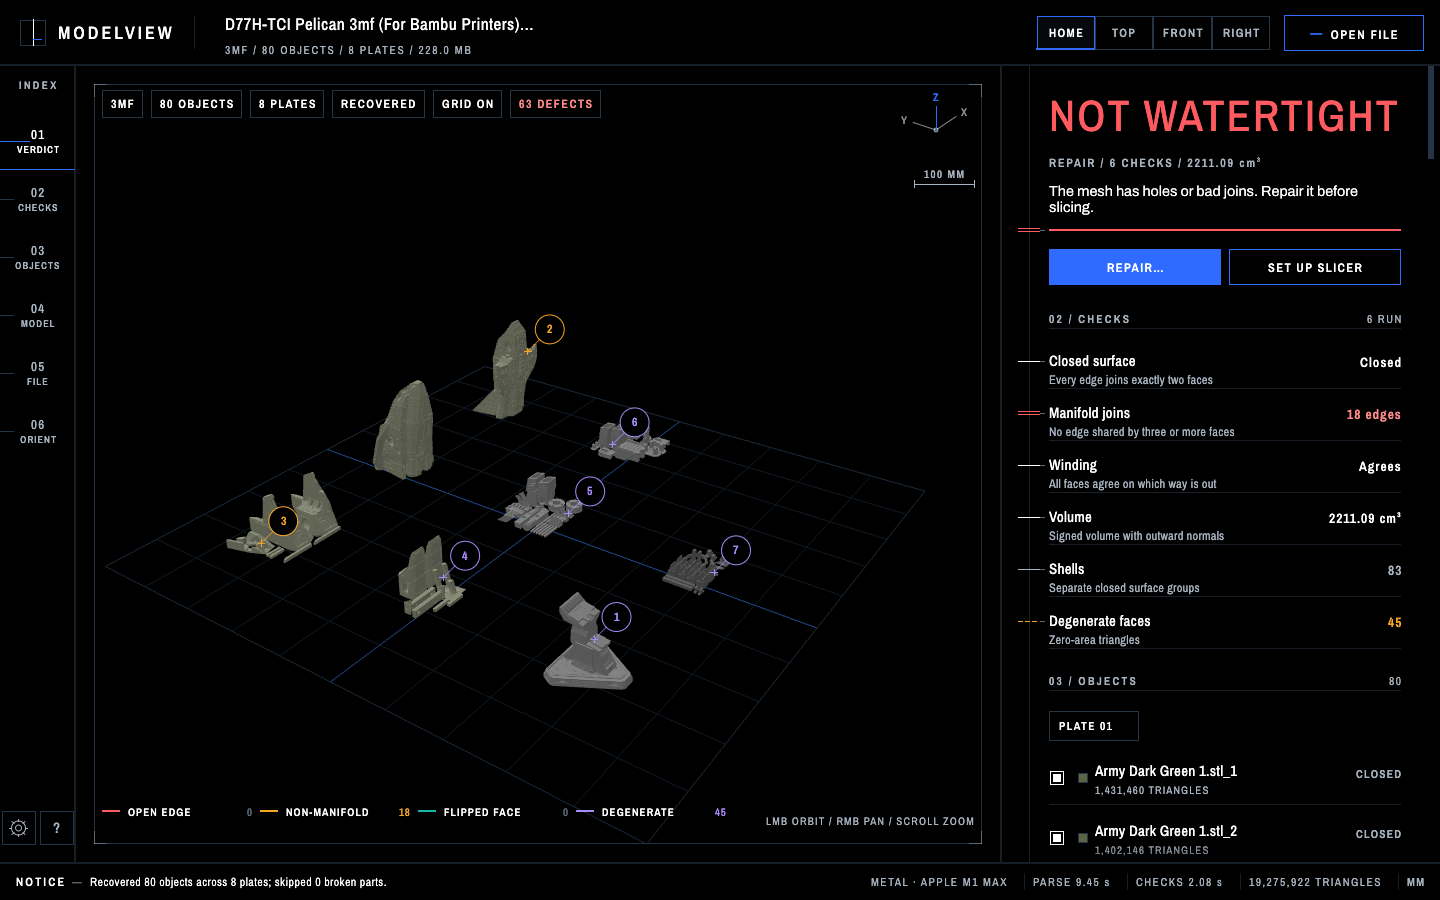 MODELVIEW
D77H-TCI Pelican 3mf (For Bambu Printers)...
3MF / 80 OBJECTS / 8 PLATES / 228.0 MB
HOME
TOP
FRONT
RIGHT
— OPEN FILE
INDEX
01
VERDICT
02
CHECKS
03
OBJECTS
04
MODEL
05
FILE
06
ORIENT
?
3MF
80 OBJECTS
8 PLATES
RECOVERED
GRID ON
63 DEFECTS
Z
Y
X
100 MM
2
6
5
3
4
7
1
OPEN EDGE 0
NON-MANIFOLD 18
FLIPPED FACE 0
DEGENERATE 45
LMB ORBIT / RMB PAN / SCROLL ZOOM
NOT WATERTIGHT
REPAIR / 6 CHECKS / 2211.09 cm³
The mesh has holes or bad joins. Repair it before
slicing.
REPAIR...
SET UP SLICER
02 / CHECKS 6 RUN
Closed surface Closed
Every edge joins exactly two faces
Manifold joins 18 edges
No edge shared by three or more faces
Winding Agrees
All faces agree on which way is out
Volume 2211.09 cm³
Signed volume with outward normals
Shells 83
Separate closed surface groups
Degenerate faces 45
Zero-area triangles
03 / OBJECTS 80
PLATE 01
Army Dark Green 1.stl_1 CLOSED
1,431,460 TRIANGLES
Army Dark Green 1.stl_2 CLOSED
1,402,146 TRIANGLES
NOTICE — Recovered 80 objects across 8 plates; skipped 0 broken parts.
METAL · APPLE M1 MAX
PARSE 9.45 s
CHECKS 2.08 s
19,275,922 TRIANGLES
MM